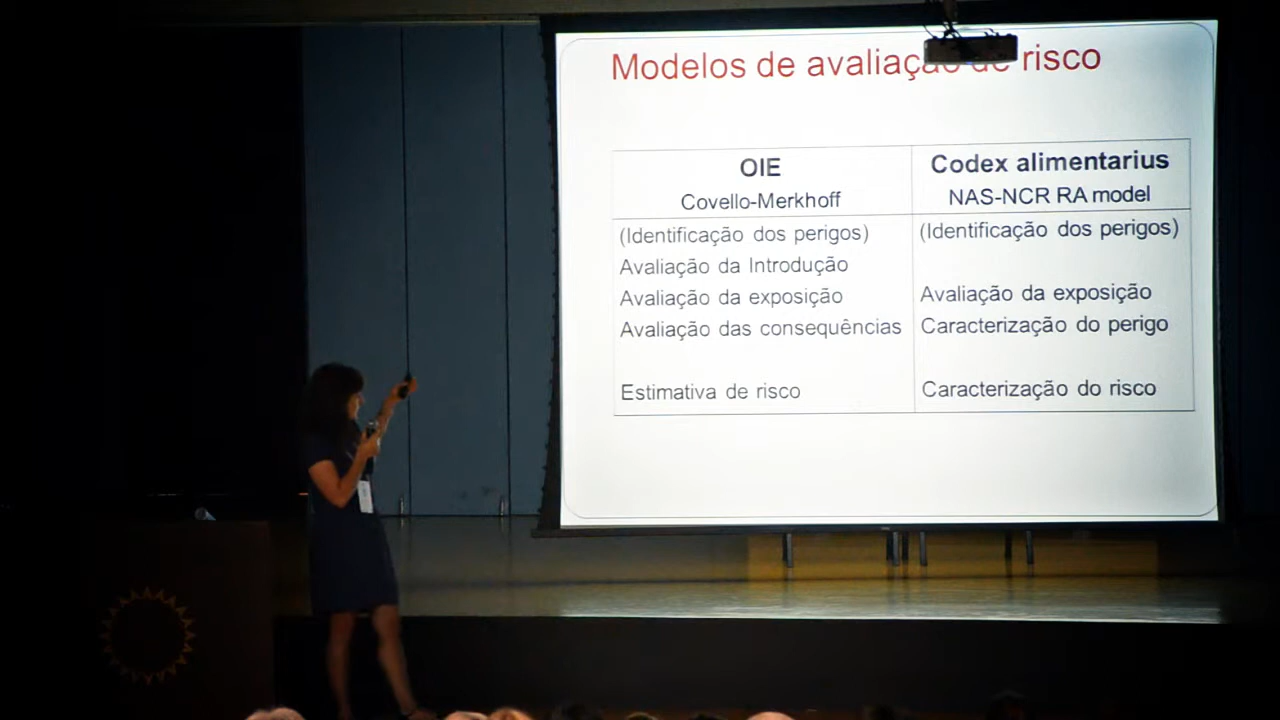 Modelos de avaliação de risco
OIE
Covello-Merkhoff
Codex alimentarius
NAS-NCR RA model
(Identificação dos perigos)
(Identificação dos perigos)
Avaliação da Introdução
Avaliação da exposição
Avaliação da exposição
Avaliação das consequências
Caracterização do perigo
Estimativa de risco
Caracterização do risco